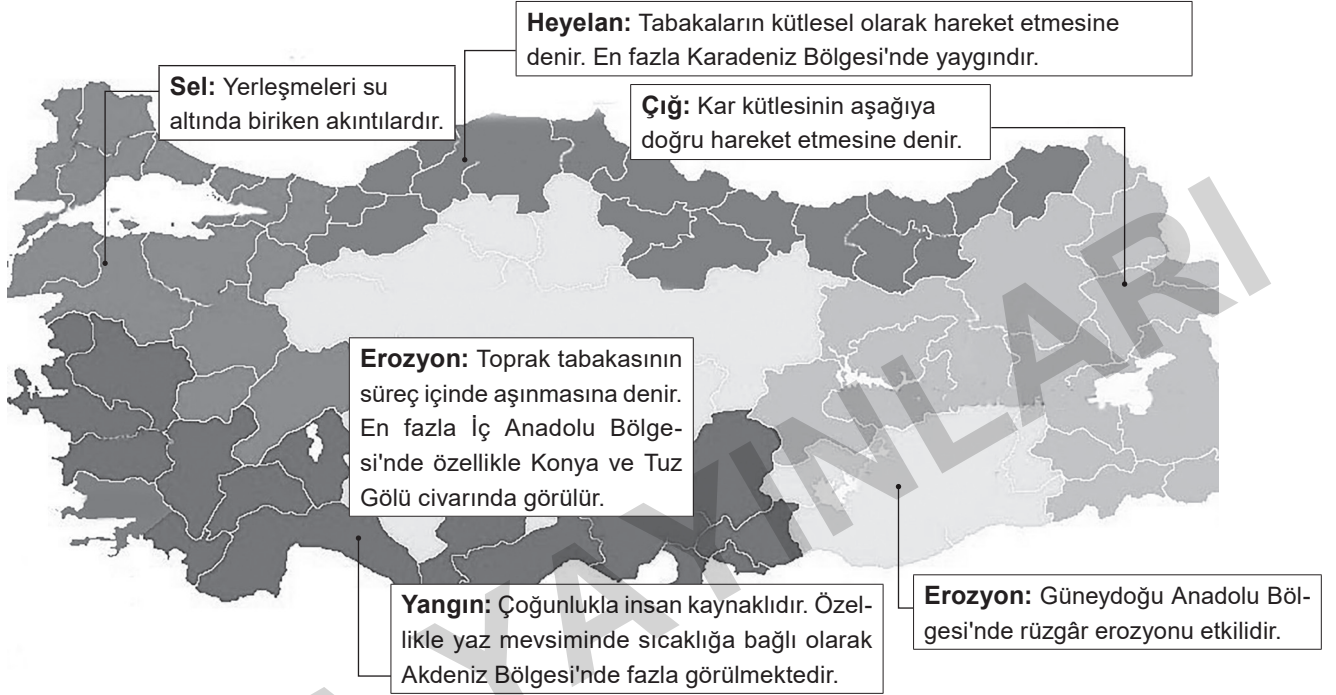 Heyelan: Tabakaların kütlesel olarak hareket etmesine
denir. En fazla Karadeniz Bölgesi'nde yaygındır.
Sel: Yerleşmeleri su
altında biriken akıntılardır.
Çığ: Kar kütlesinin aşağıya
doğru hareket etmesine denir.
Erozyon: Toprak tabakasının
süreç içinde aşınmasına denir.
En fazla İç Anadolu Bölge-
si'nde özellikle Konya ve Tuz
Gölü civarında görülür.
Yangın: Çoğunlukla insan kaynaklıdır. Özel-
likle yaz mevsiminde sıcaklığa bağlı olarak
Akdeniz Bölgesi'nde fazla görülmektedir.
Erozyon: Güneydoğu Anadolu Böl-
gesi'nde rüzgâr erozyonu etkilidir.
YAYINLARI